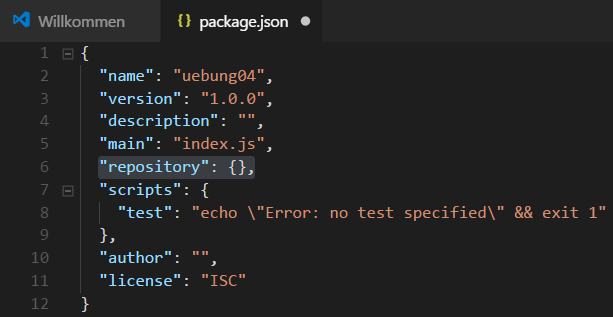 Willkommen
{} package.json
1 {
2 "name": "uebung04",
3 "version": "1.0.0",
4 "description": "",
5 "main": "index.js",
6 "repository": {},
7 "scripts": {
8 "test": "echo \"Error: no test specified\" && exit 1"
9 },
10 "author": "",
11 "license": "ISC"
12 }